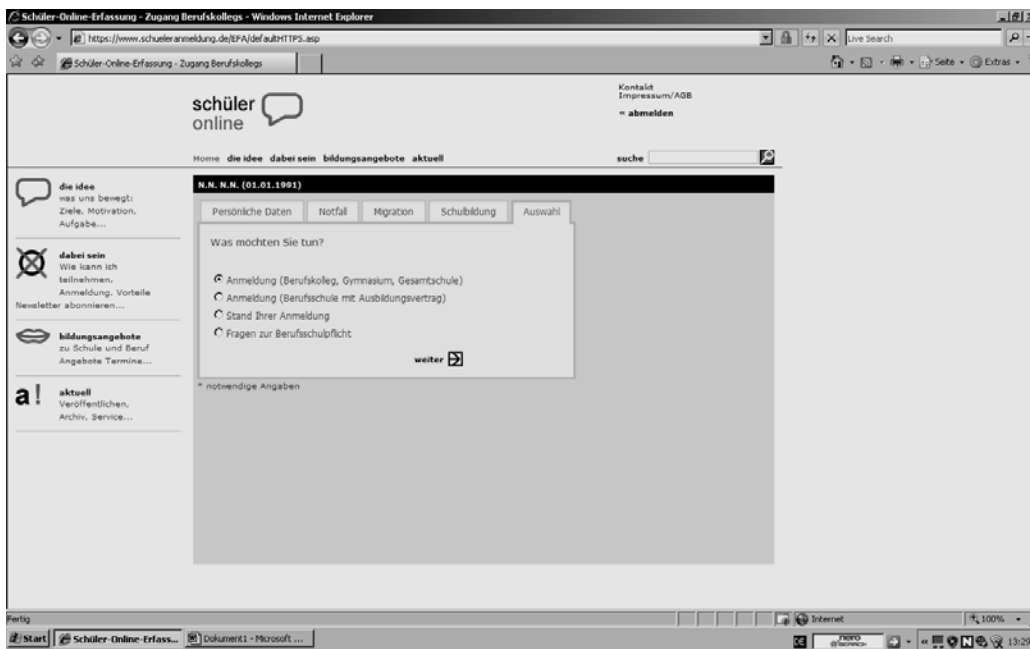 Schüler-Online-Erfassung - Zugang Berufskollegs - Windows Internet Explorer
https://www.schueleranmeldung.de/EFA/defaultHTTPS.asp
Live Search
Schüler-Online-Erfassung - Zugang Berufskollegs
Seite
Extras
Kontakt
Impressum/AGB
« abmelden
schüler
online
Home die idee dabei sein bildungsangebote aktuell
suche
die idee
was uns bewegt:
Ziele, Motivation,
Aufgabe...
dabei sein
Wie kann ich
teilnehmen,
Anmeldung, Vorteile
Newsletter abonnieren...
bildungsangebote
zu Schule und Beruf
Angebote Termine...
a!
aktuell
Veröffentlichen,
Archiv, Service...
N.N. N.N. (01.01.1991)
Persönliche Daten Notfall Migration Schulbildung Auswahl
Was möchten Sie tun?
Anmeldung (Berufskolleg, Gymnasium, Gesamtschule)
Anmeldung (Berufsschule mit Ausbildungsvertrag)
Stand Ihrer Anmeldung
Fragen zur Berufsschulpflicht
weiter
* notwendige Angaben
Fertig
Internet
100%
Start
Schüler-Online-Erfass...
Dokument1 - Microsoft ...
DE
nero
13:29